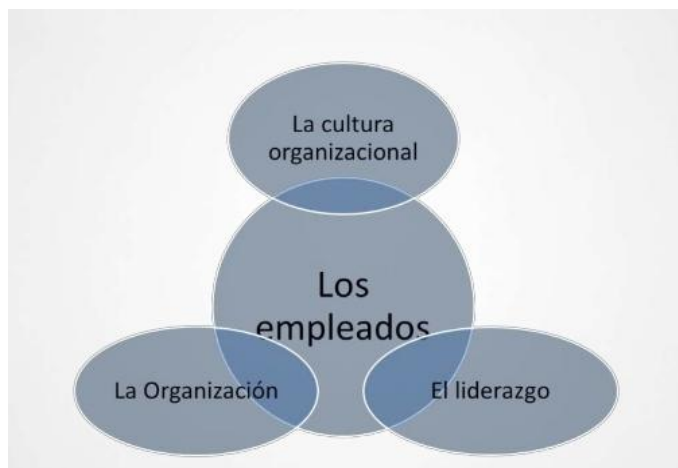 La cultura
organizacional
Los
empleados
La Organización
El liderazgo